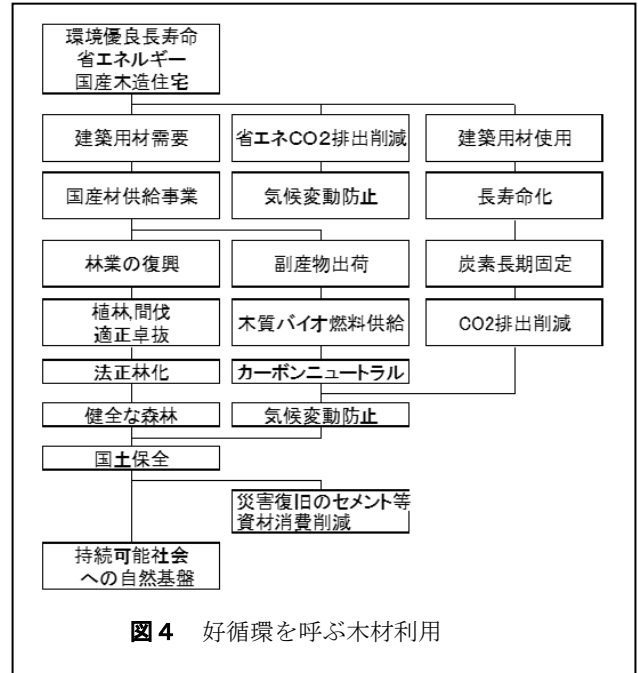 環境優良長寿命
省エネルギー
国産木造住宅
建築用材需要
省エネCO2排出削減
建築用材使用
国産材供給事業
気候変動防止
長寿命化
林業の復興
副産物出荷
炭素長期固定
植林,間伐
適正卓抜
木質バイオ燃料供給
CO2排出削減
法正林化
カーボンニュートラル
健全な森林
気候変動防止
国土保全
災害復旧のセメント等
資材消費削減
持続可能社会
への自然基盤
図4 好循環を呼ぶ木材利用